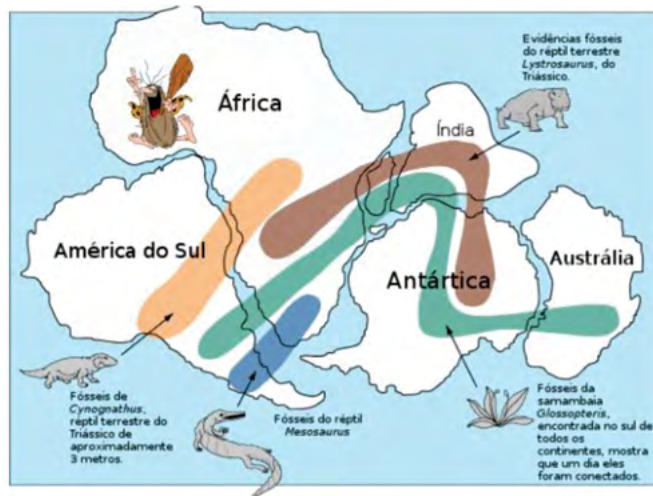 Evidências fósseis
do réptil terrestre
Lystrosaurus, do
Triássico.
África
Índia
América do Sul
Antártica
Austrália
Fósseis de
Cynognathus,
réptil terrestre do
Triássico de
aproximadamente
3 metros.
Fósseis do réptil
Mesosaurus
Fósseis da
samambaia
Glossopteris,
encontrada no sul de
todos os
continentes, mostra
que um dia eles
foram conectados.